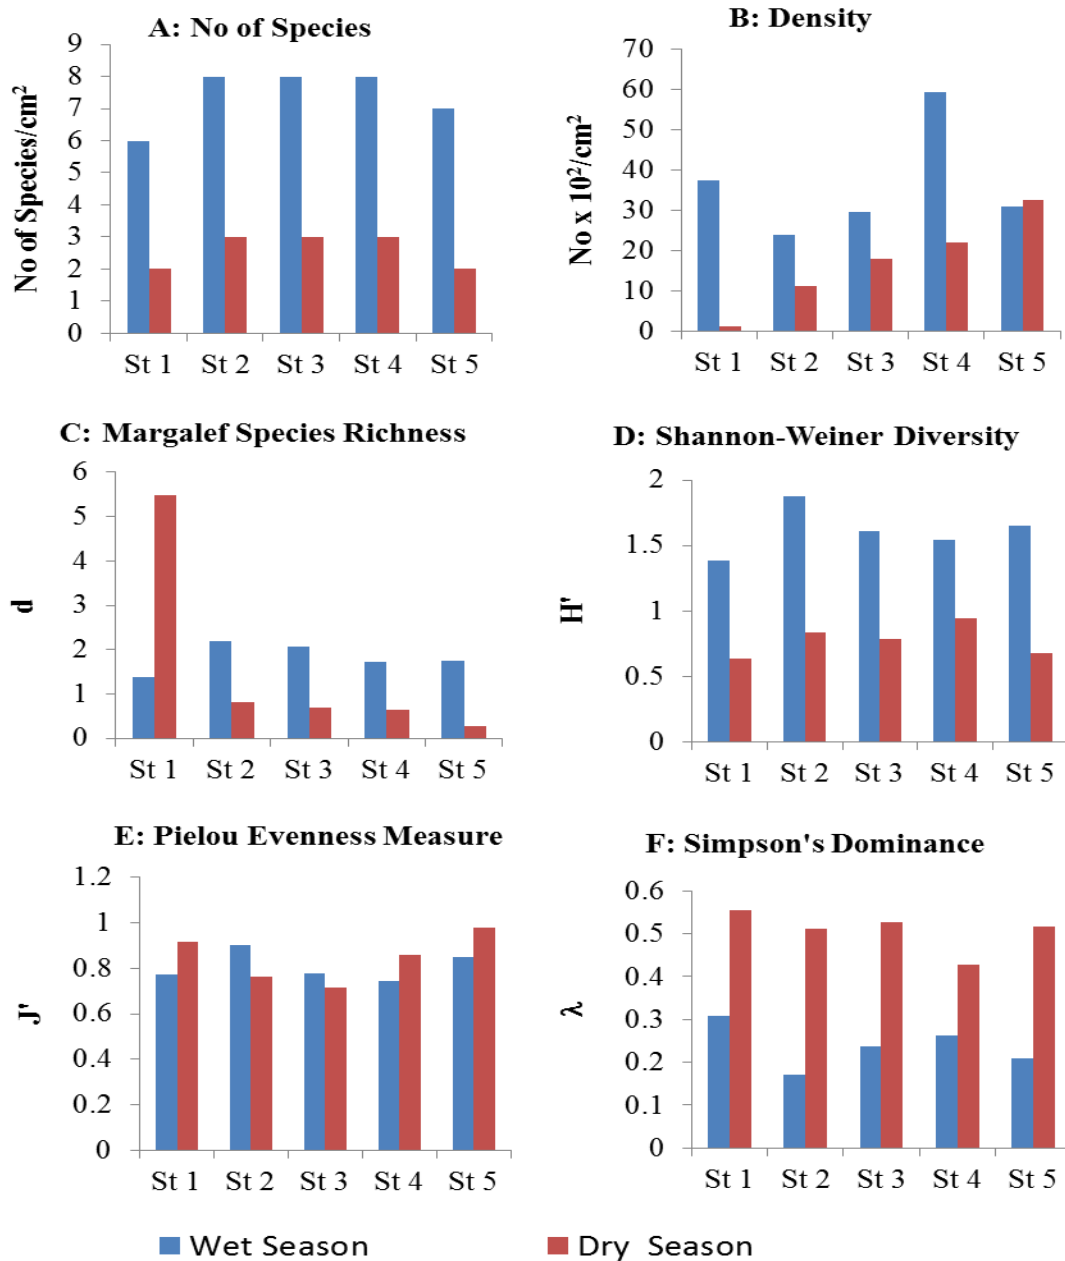 A: No of Species
No of Species/cm²
9
8
7
6
5
4
3
2
1
0
St 1 St 2 St 3 St 4 St 5
B: Density
No x 10²/cm²
70
60
50
40
30
20
10
0
St 1 St 2 St 3 St 4 St 5
C: Margalef Species Richness
d
6
5
4
3
2
1
0
St 1 St 2 St 3 St 4 St 5
D: Shannon-Weiner Diversity
H'
2
1.5
1
0.5
0
St 1 St 2 St 3 St 4 St 5
E: Pielou Evenness Measure
J'
1.2
1
0.8
0.6
0.4
0.2
0
St 1 St 2 St 3 St 4 St 5
F: Simpson's Dominance
λ
0.6
0.5
0.4
0.3
0.2
0.1
0
St 1 St 2 St 3 St 4 St 5
Wet Season
Dry Season